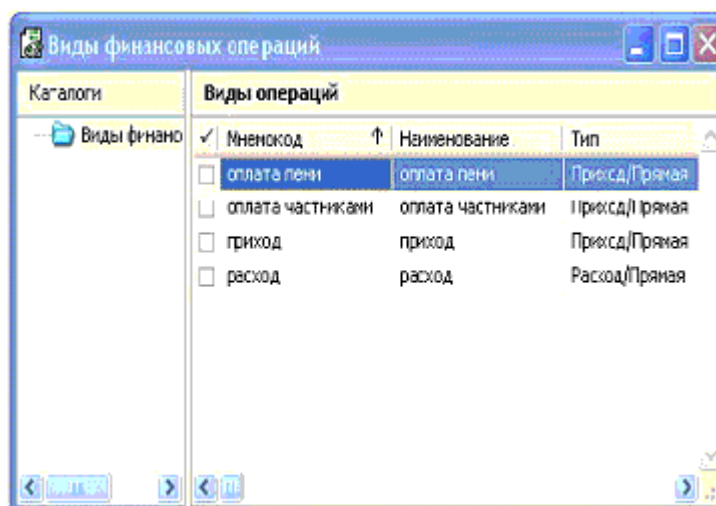 Виды финансовых операций
Каталоги
Виды операций
Виды финано
Мнемокод Наименование Тип
оплата пени оплата пени Приход/Прямая
оплата частниками оплата частниками Приход/Прямая
приход приход Приход/Прямая
расход расход Расход/Прямая